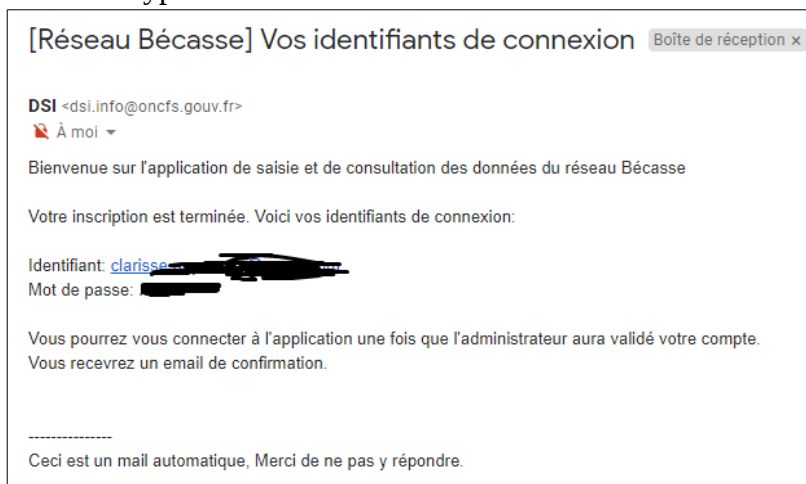 [Réseau Bécasse] Vos identifiants de connexion Boîte de réception ×
DSI <dsi.info@oncfs.gouv.fr>
À moi
Bienvenue sur l'application de saisie et de consultation des données du réseau Bécasse
Votre inscription est terminée. Voici vos identifiants de connexion:
Identifiant: clarisse
Mot de passe:
Vous pourrez vous connecter à l'application une fois que l'administrateur aura validé votre compte.
Vous recevrez un email de confirmation.
---------------
Ceci est un mail automatique, Merci de ne pas y répondre.